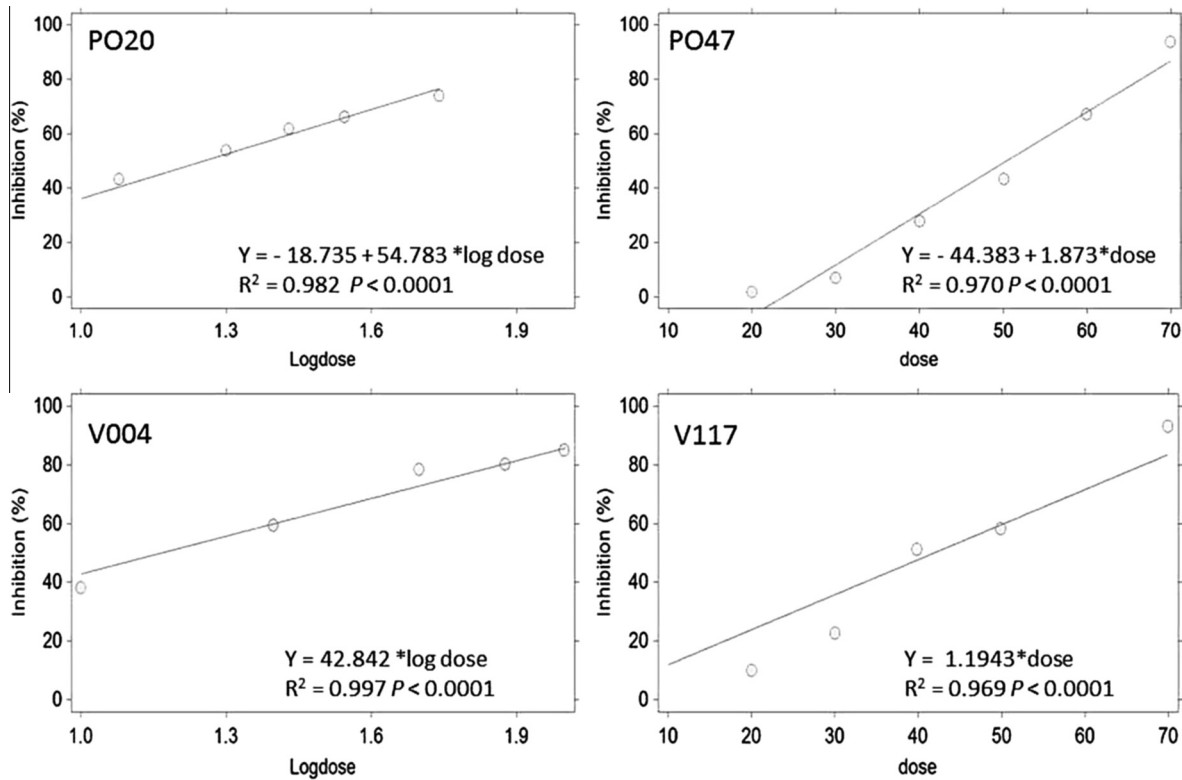 PO20
100
80
60
40
20
0
Inhibition (%)
Y = - 18.735 + 54.783 *log dose
R² = 0.982 P < 0.0001
1.0 1.3 1.6 1.9
Logdose
PO47
100
80
60
40
20
0
Inhibition (%)
Y = - 44.383 + 1.873*dose
R² = 0.970 P < 0.0001
10 20 30 40 50 60 70
dose
V004
100
80
60
40
20
0
Inhibition (%)
Y = 42.842 *log dose
R² = 0.997 P < 0.0001
1.0 1.3 1.6 1.9
Logdose
V117
100
80
60
40
20
0
Inhibition (%)
Y = 1.1943*dose
R² = 0.969 P < 0.0001
10 20 30 40 50 60 70
dose